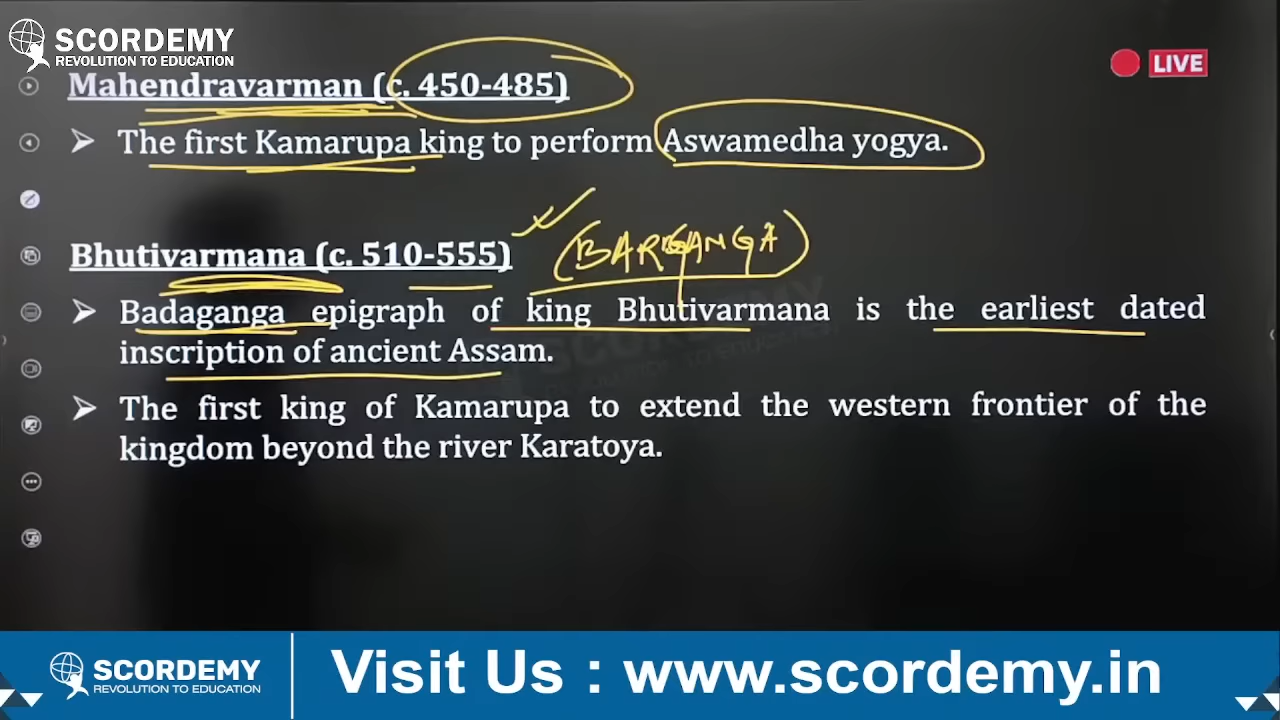 SCORDEMY
REVOLUTION TO EDUCATION
LIVE
Mahendravarman (c. 450-485)
➤ The first Kamarupa king to perform Aswamedha yogya.
Bhutivarmana (c. 510-555) (BARGANGA)
➤ Badaganga epigraph of king Bhutivarmana is the earliest dated
inscription of ancient Assam.
➤ The first king of Kamarupa to extend the western frontier of the
kingdom beyond the river Karatoya.
SCORDEMY
REVOLUTION TO EDUCATION
Visit Us : www.scordemy.in